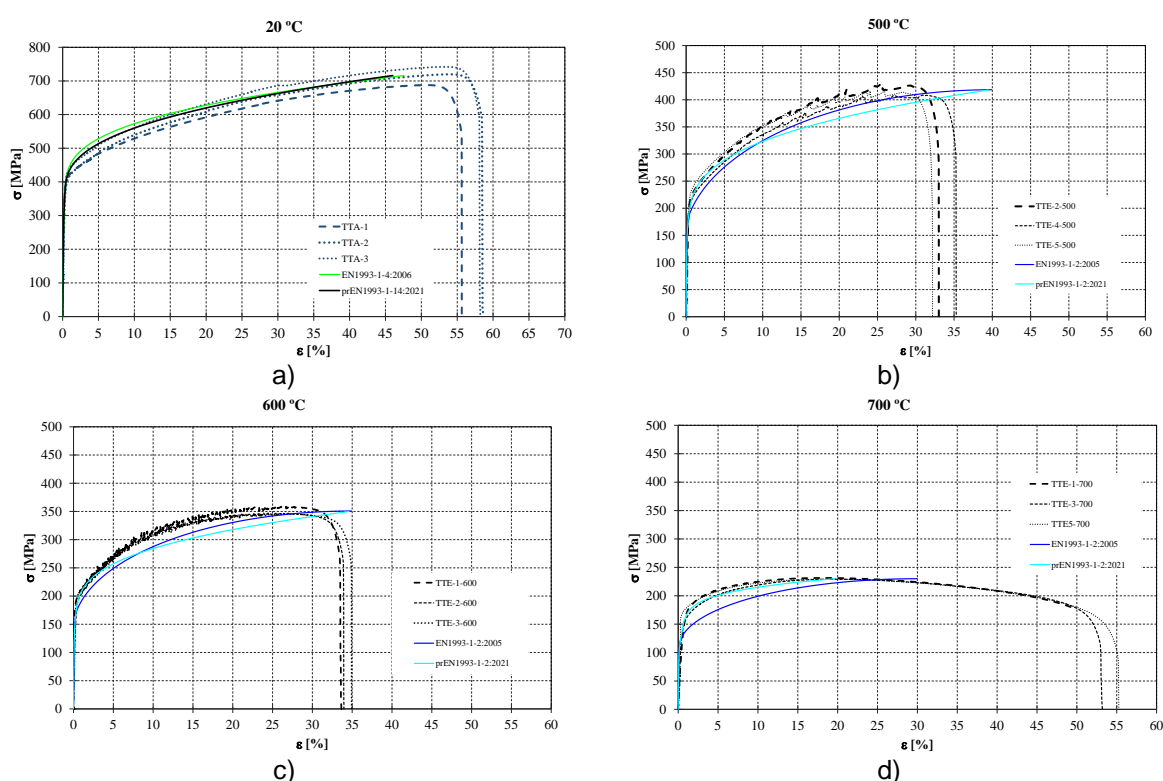 20 ºC
σ [MPa]
800
700
600
500
400
300
200
100
0
TTA-1
TTA-2
TTA-3
EN1993-1-4:2006
prEN1993-1-14:2021
0 5 10 15 20 25 30 35 40 45 50 55 60 65 70
ε [%]
a)
500 ºC
σ [MPa]
500
450
400
350
300
250
200
150
100
50
0
TTE-2-500
TTE-4-500
TTE-5-500
EN1993-1-2:2005
prEN1993-1-2:2021
0 5 10 15 20 25 30 35 40 45 50 55 60
ε [%]
b)
600 ºC
σ [MPa]
500
450
400
350
300
250
200
150
100
50
0
TTE-1-600
TTE-2-600
TTE-3-600
EN1993-1-2:2005
prEN1993-1-2:2021
0 5 10 15 20 25 30 35 40 45 50 55 60
ε [%]
c)
700 ºC
σ [MPa]
500
450
400
350
300
250
200
150
100
50
0
TTE-1-700
TTE-3-700
TTE5-700
EN1993-1-2:2005
prEN1993-1-2:2021
0 5 10 15 20 25 30 35 40 45 50 55 60
ε [%]
d)